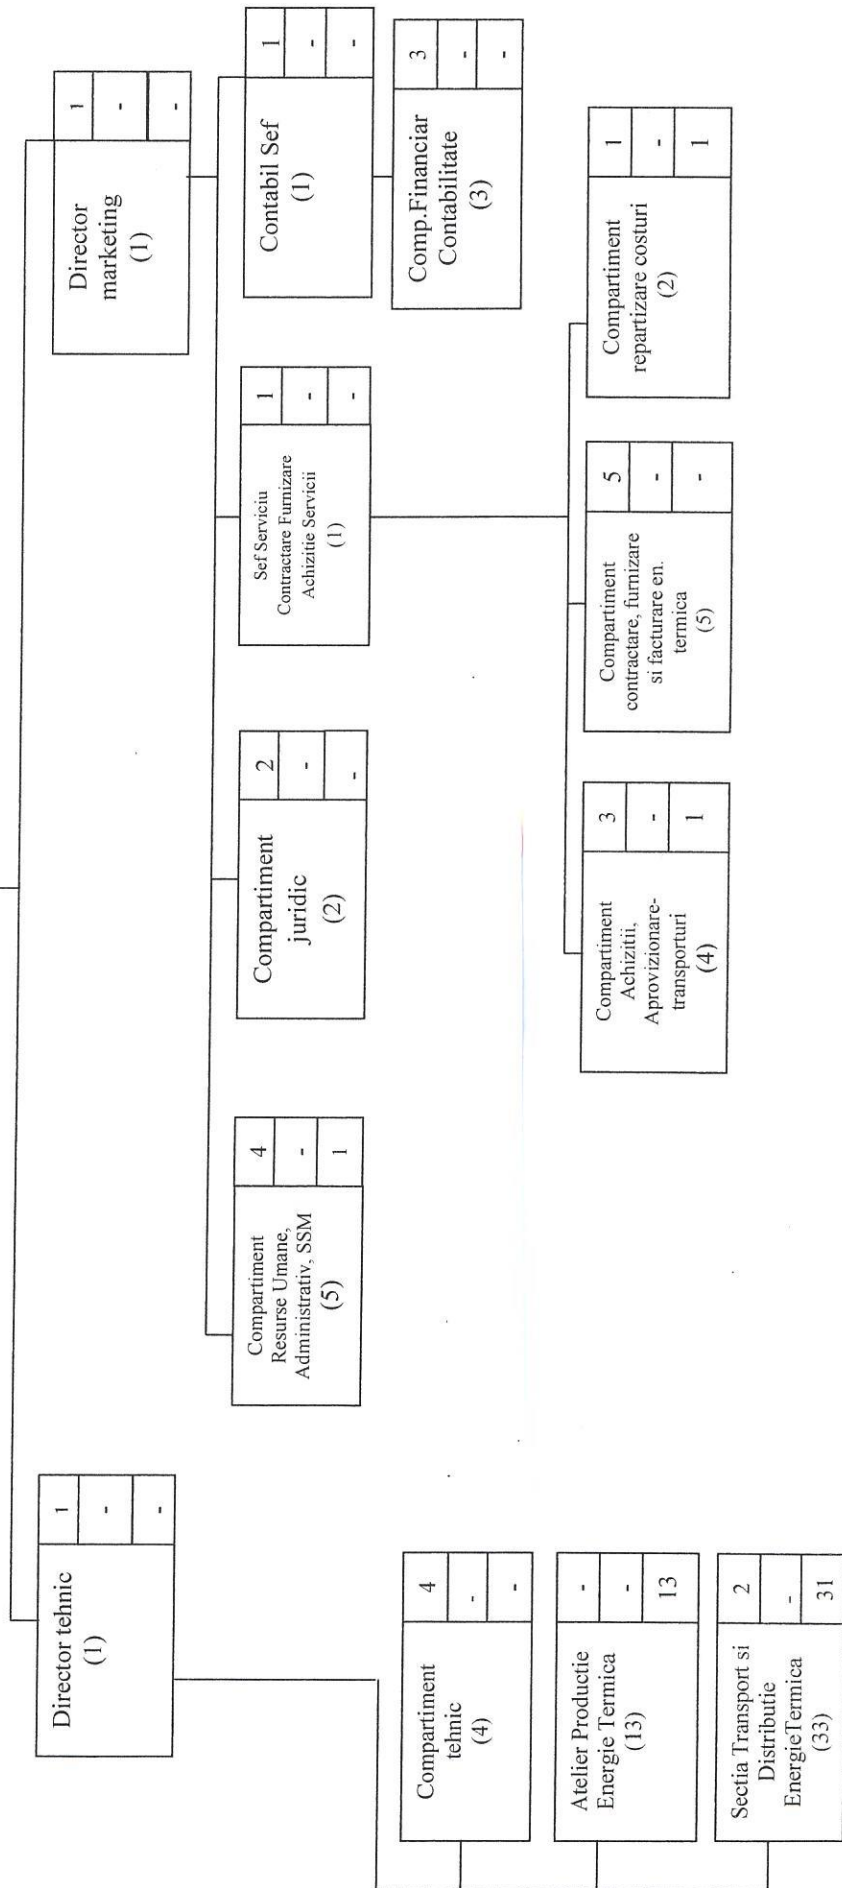 Director tehnic
(1)
1
-
-
Director
marketing
(1)
1
-
-
Compartiment
Resurse Umane,
Administrativ, SSM
(5)
4
-
1
Compartiment
juridic
(2)
2
-
-
Sef Serviciu
Contractare Furnizare
Achizitie Servicii
(1)
1
-
-
Contabil Sef
(1)
1
-
-
Comp.Financiar
Contabilitate
(3)
3
-
-
Compartiment
tehnic
(4)
4
-
-
Atelier Productie
Energie Termica
(13)
-
-
13
Sectia Transport si
Distributie
EnergieTermica
(33)
2
-
31
Compartiment
Achizitii,
Aprovizionare-
transporturi
(4)
3
-
1
Compartiment
contractare, furnizare
si facturare en.
termica
(5)
5
-
-
Compartiment
repartizare costuri
(2)
1
-
1